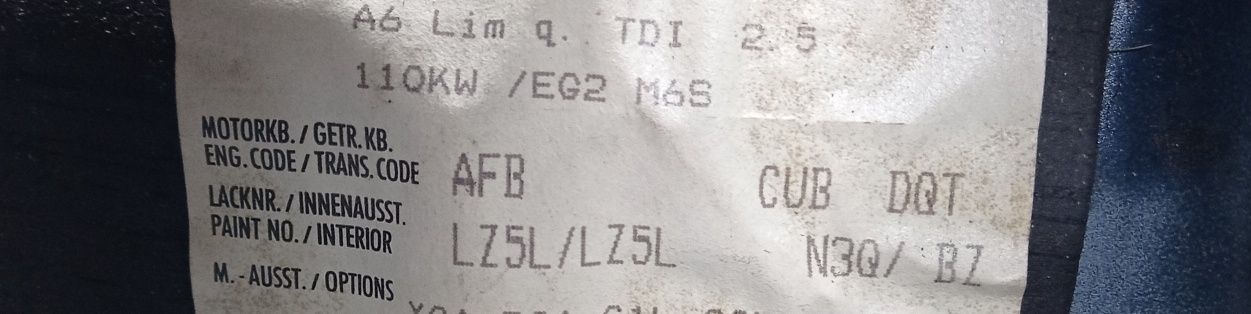 A6 Lim q. TDI 2.5
110KW /EG2 M6S
MOTORKB. / GETR. KB.
ENG. CODE / TRANS. CODE AFB CUB DQT
LACKNR. / INNENAUSST.
PAINT NO. / INTERIOR LZ5L/LZ5L N3Q/ BZ
M. - AUSST. / OPTIONS